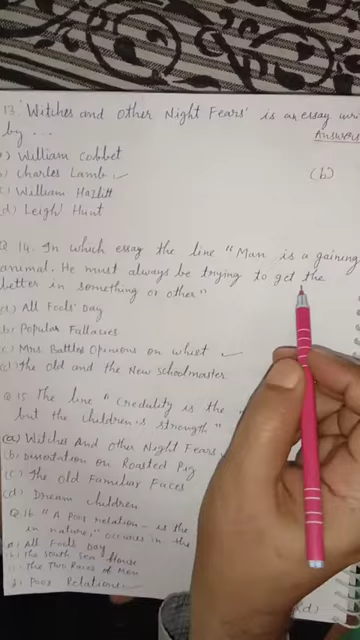 13. 'Witches and Other Night Fears' is an essay wri
by ...
Answers
a) William Cobbet
b) Charles Lamb ✓
(b)
c) William Hazlitt
(d) Leigh Hunt
Q 14. In which essay the line "Man is a gaining
animal. He must always be trying to get the
better in something or other"
(a) All Fools' Day
(b) Popular Fallacies
(c) Mrs. Battles Opinions on Whist ✓
(d) The Old and the New Schoolmaster
Q 15. The line "Credulity is the
but the children's strength"
(a) Witches And Other Night Fears
(b) Dissertation on Roasted Pig
(c) The Old Familiar Faces
(d) Dream Children
Q.16. "A Poor relation - is the
in nature," occurs in the
a. All Fools Day
b. The South Sea House
c. The Two Races of Men
d. Poor Relations ✓
(d)